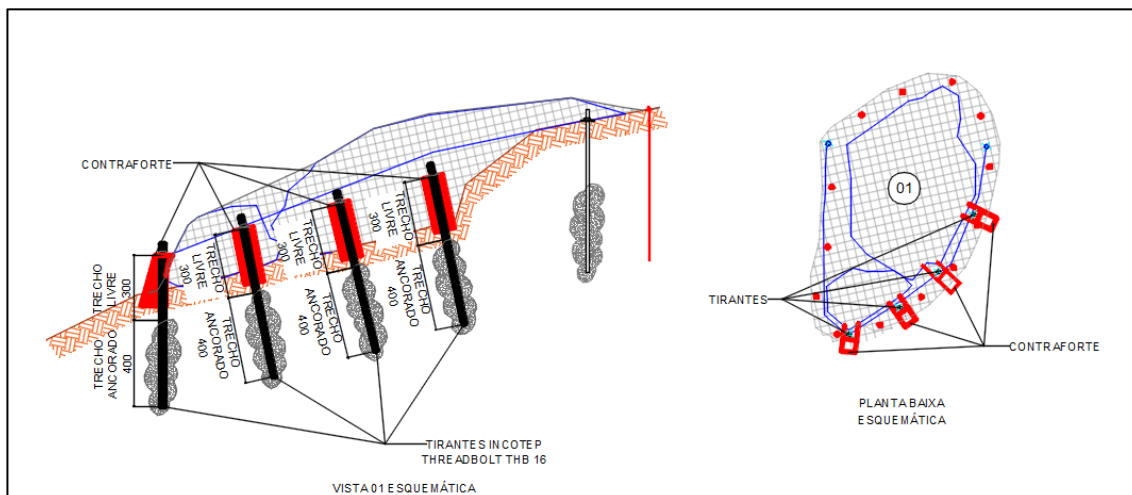 CONTRAFORTE
TRECHO
LIVRE
300
TRECHO
ANCORADO
400
TRECHO
LIVRE
300
TRECHO
ANCORADO
400
TRECHO
LIVRE
300
TRECHO
ANCORADO
400
TRECHO
LIVRE
300
TRECHO
ANCORADO
400
TIRANTES INCOTEP
THREADBOLT THB 16
VISTA 01 ESQUEMÁTICA
01
TIRANTES
CONTRAFORTE
PLANTA BAIXA
ESQUEMÁTICA